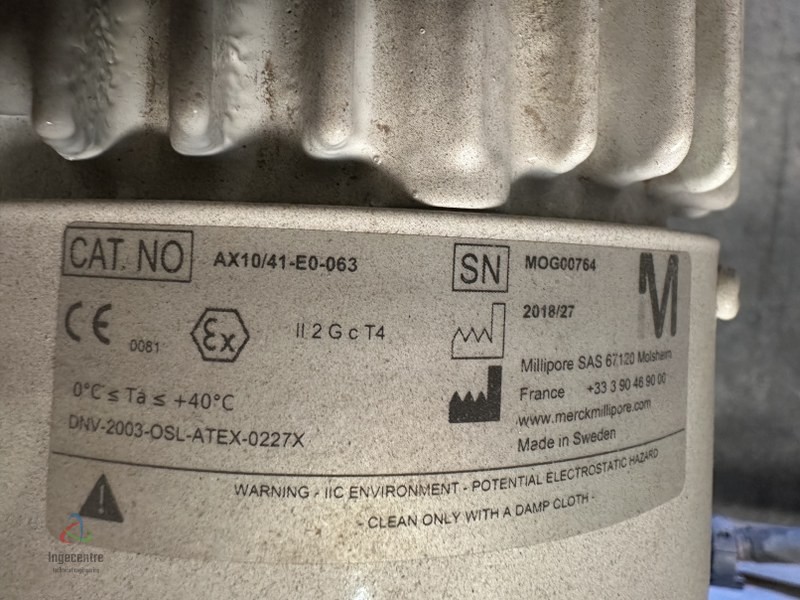 CAT. NO AX10/41-E0-063
CE 0081 Ex II 2 G c T4
0°C ≤ Ta ≤ +40°C
DNV-2003-OSL-ATEX-0227X
SN MOG00764
2018/27
M
Millipore SAS 67120 Molsheim
France +33 3 90 46 90 00
www.merckmillipore.com
Made in Sweden
WARNING - IIC ENVIRONMENT - POTENTIAL ELECTROSTATIC HAZARD
- CLEAN ONLY WITH A DAMP CLOTH -
Ingecentre